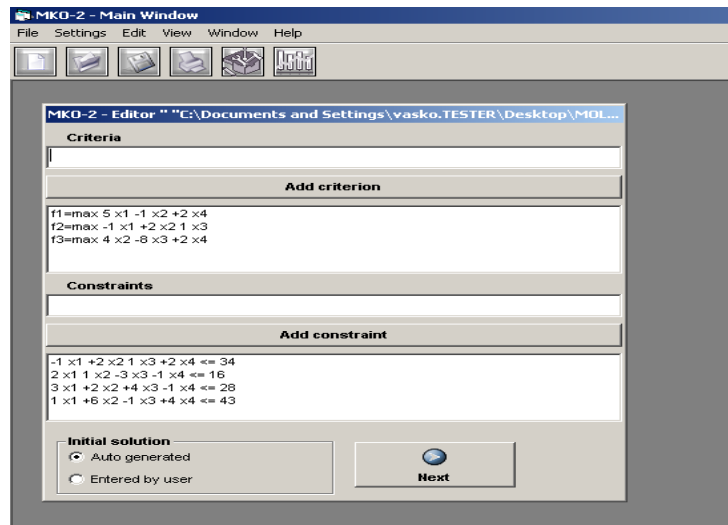 MKO-2 - Main Window
File Settings Edit View Window Help
MKO-2 - Editor " "C:\Documents and Settings\vasko.TESTER\Desktop\MOL...
Criteria
Add criterion
f1=max 5 x1 -1 x2 +2 x4
f2=max -1 x1 +2 x2 1 x3
f3=max 4 x2 -8 x3 +2 x4
Constraints
Add constraint
-1 x1 +2 x2 1 x3 +2 x4 <= 34
2 x1 1 x2 -3 x3 -1 x4 <= 16
3 x1 +2 x2 +4 x3 -1 x4 <= 28
1 x1 +6 x2 -1 x3 +4 x4 <= 43
Initial solution
Auto generated
Entered by user
Next